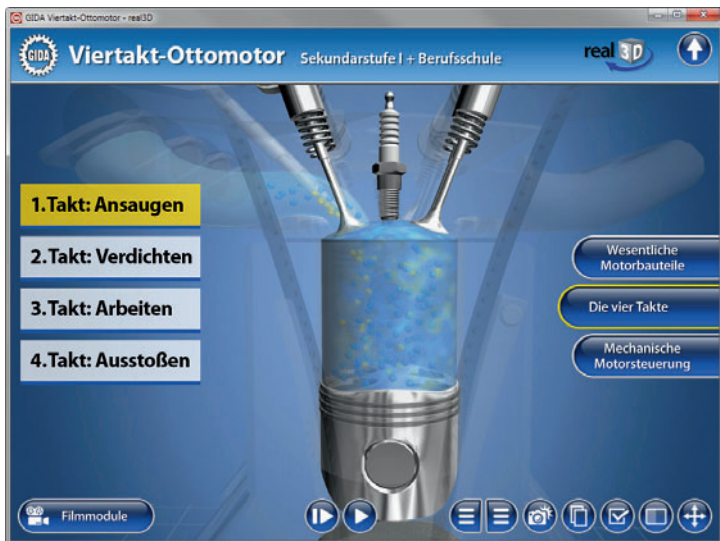 GIDA Viertakt-Ottomotor - real3D
GIDA
Viertakt-Ottomotor
Sekundarstufe I + Berufsschule
real 3D
1.Takt: Ansaugen
2.Takt: Verdichten
3.Takt: Arbeiten
4.Takt: Ausstoßen
Wesentliche
Motorbauteile
Die vier Takte
Mechanische
Motorsteuerung
Filmmodule